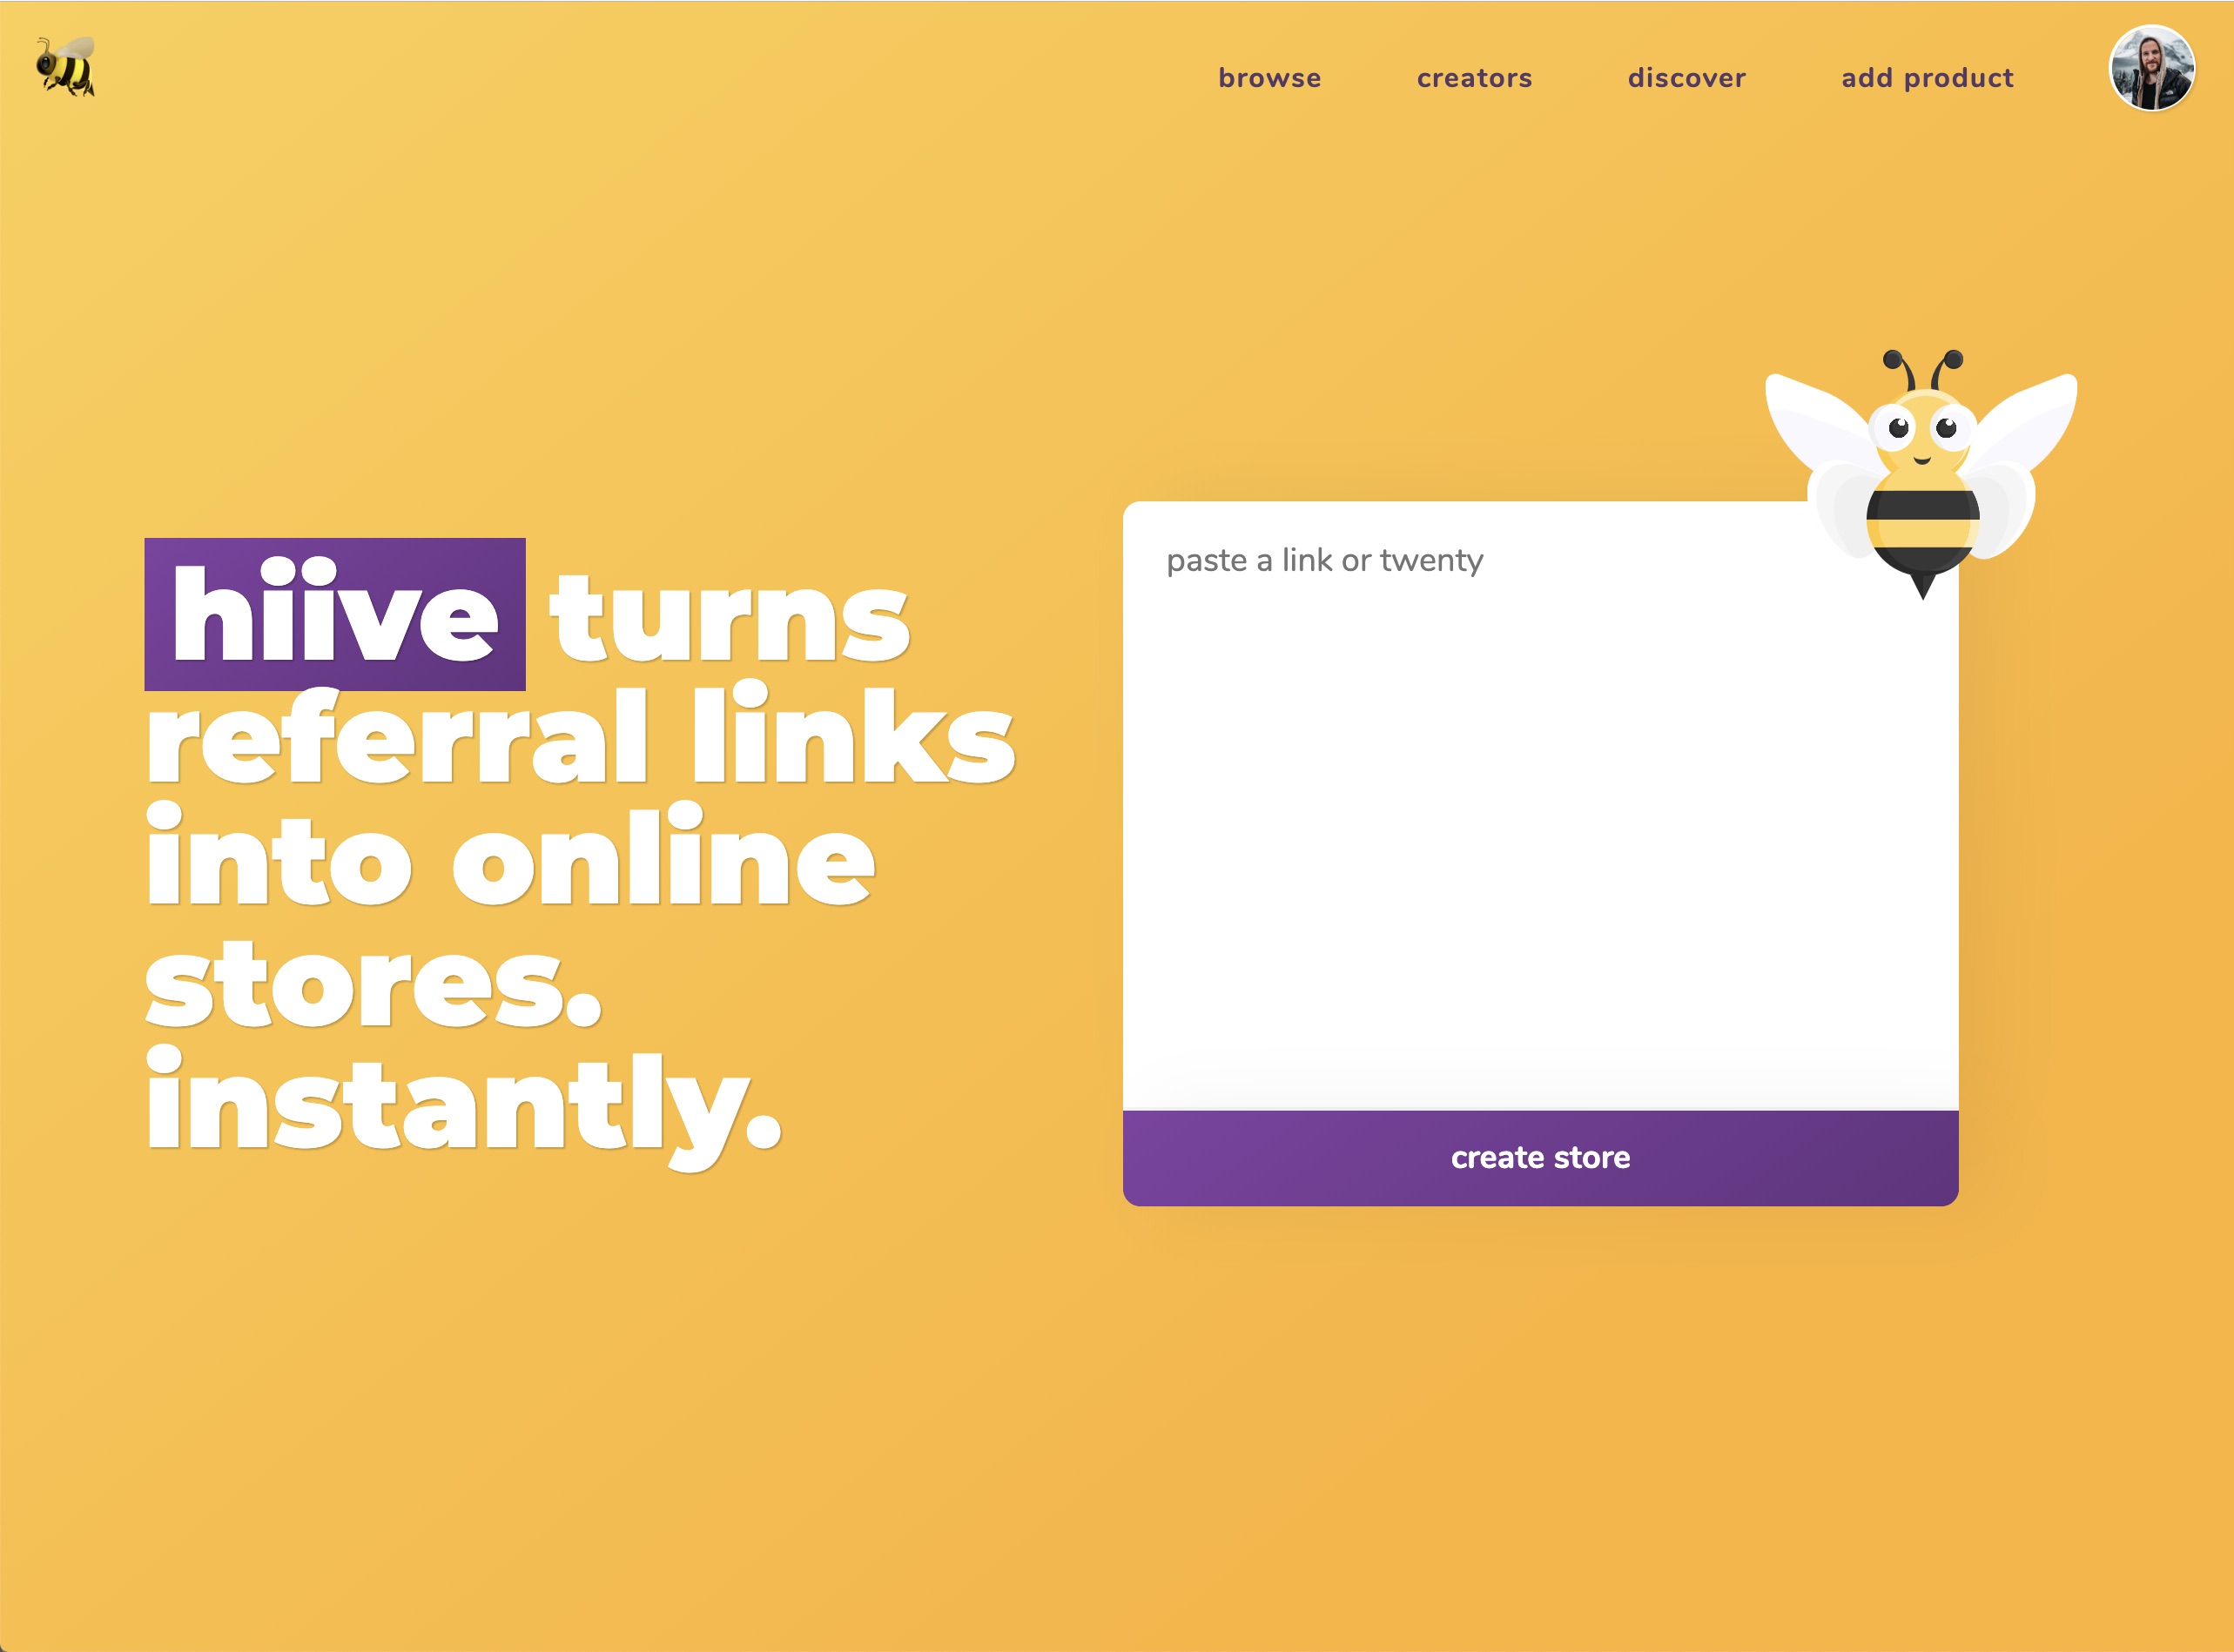 browse creators discover add product
hiive turns
referral links
into online
stores.
instantly.
paste a link or twenty
create store